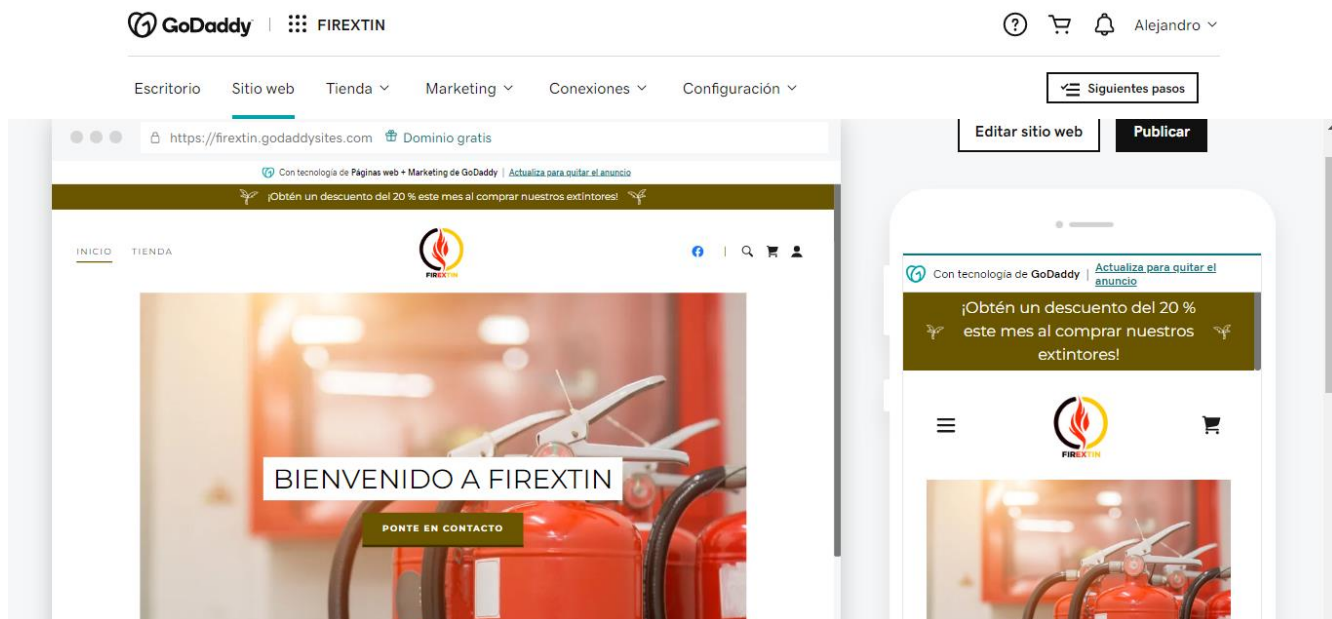 GoDaddy
FIREXTIN
Alejandro
Escritorio Sitio web Tienda Marketing Conexiones Configuración
Siguientes pasos
https://firextin.godaddysites.com Dominio gratis
Editar sitio web Publicar
Con tecnología de Páginas web + Marketing de GoDaddy | Actualiza para quitar el anuncio
¡Obtén un descuento del 20 % este mes al comprar nuestros extintores!
INICIO TIENDA
FIREXTIN
BIENVENIDO A FIREXTIN
PONTE EN CONTACTO
Con tecnología de GoDaddy | Actualiza para quitar el
anuncio
¡Obtén un descuento del 20 %
este mes al comprar nuestros
extintores!
FIREXTIN